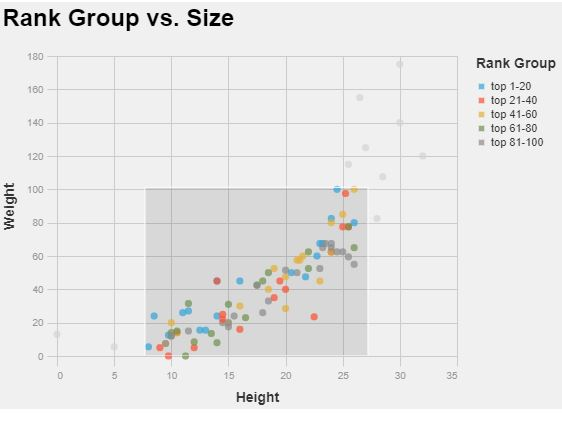 Rank Group vs. Size
180
160
140
120
100
80
60
40
20
0
Weight
0 5 10 15 20 25 30 35
Height
Rank Group
top 1-20
top 21-40
top 41-60
top 61-80
top 81-100